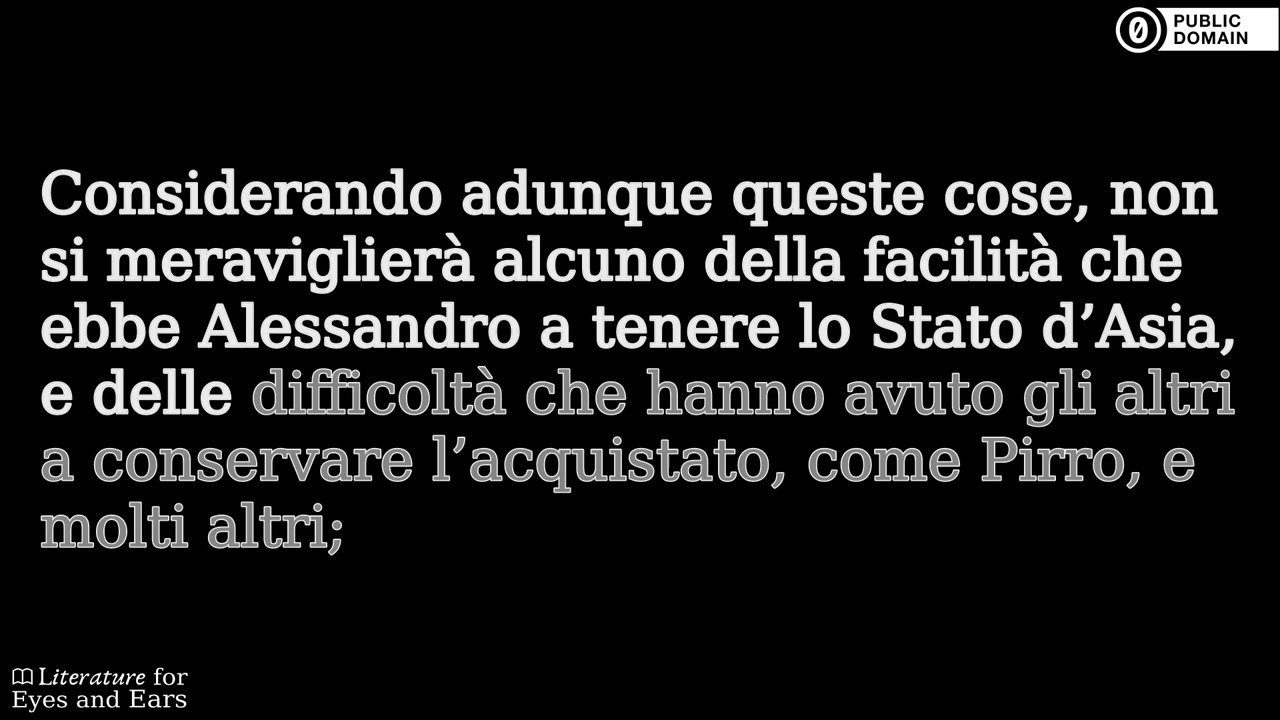 PUBLIC
DOMAIN
Considerando adunque queste cose, non
si meraviglierà alcuno della facilità che
ebbe Alessandro a tenere lo Stato d’Asia,
e delle difficoltà che hanno avuto gli altri
a conservare l’acquistato, come Pirro, e
molti altri;
Literature for
Eyes and Ears